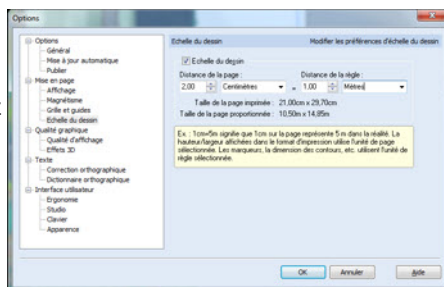 Options
Options
Général
Mise à jour automatique
Publier
Mise en page
Affichage
Magnétisme
Grille et guides
Echelle du dessin
Qualité graphique
Qualité d'affichage
Effets 3D
Texte
Correction orthographique
Dictionnaire orthographique
Interface utilisateur
Ergonomie
Studio
Clavier
Apparence
Echelle du dessin Modifier les préférences d'échelle du dessin
Echelle du dessin
Distance de la page : Distance de la règle :
2,00 Centimètres = 1,00 Mètres
Taille de la page imprimée : 21,00cm x 29,70cm
Taille de la page proportionnée : 10,50m x 14,85m
Ex. : 1cm=5m signifie que 1cm sur la page représente 5 m dans la réalité. La
hauteur/largeur affichées dans le format d'impression utilise l'unité de page
sélectionnée. Les marqueurs, la dimension des contours, etc. utilisent l'unité de
règle sélectionnée.
OK Annuler Aide